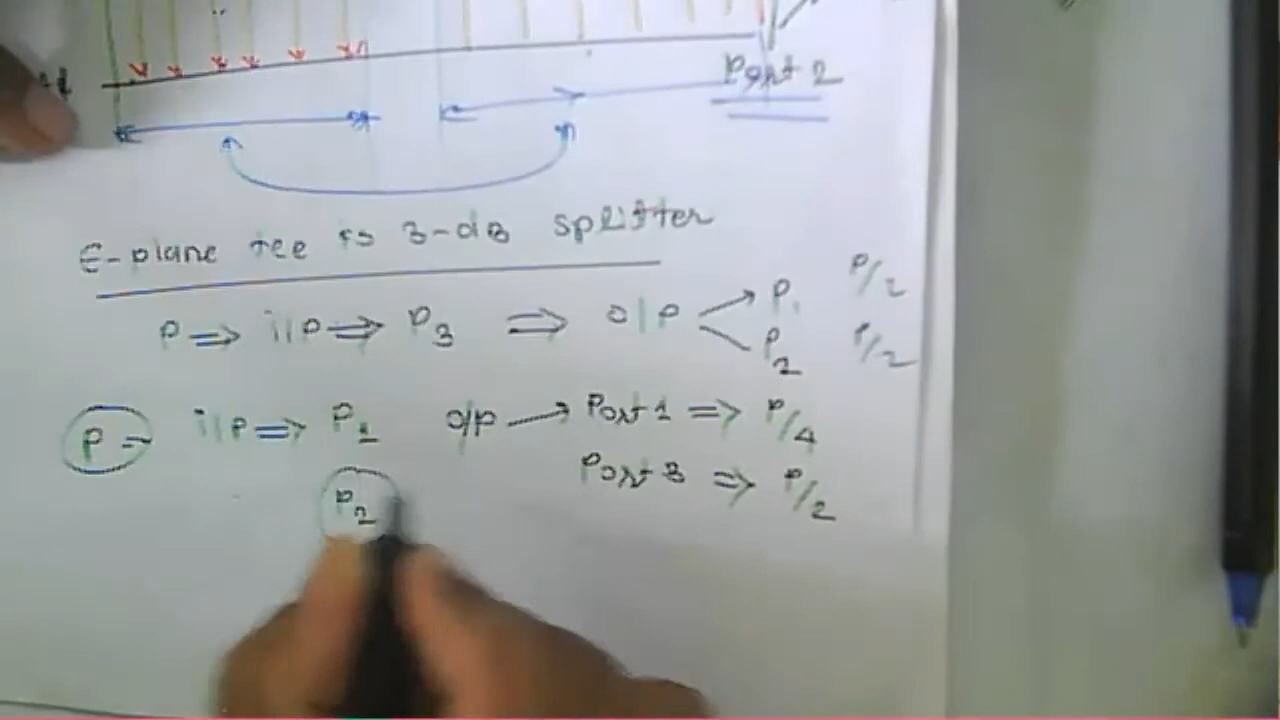 Port 2
E-plane tee is 3-dB splitter
P ⇒ i/p ⇒ P3 ⇒ o/p → P1 P/2
P2 P/2
P ⇒ i/p ⇒ P1 o/p → Port 1 ⇒ P/4
Port 3 ⇒ P/2
P2